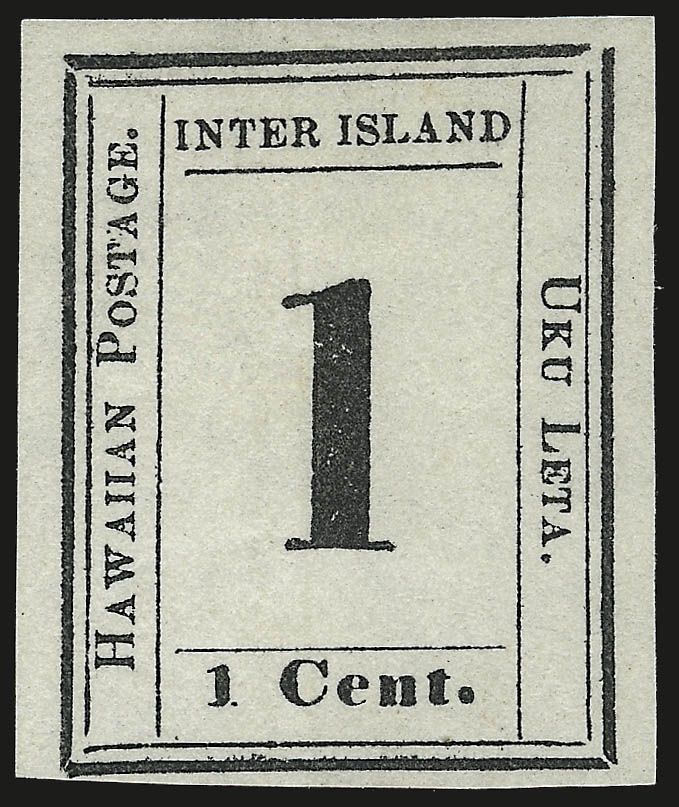 INTER ISLAND
HAWAIIAN POSTAGE.
1
UKU LETA.
1 Cent.